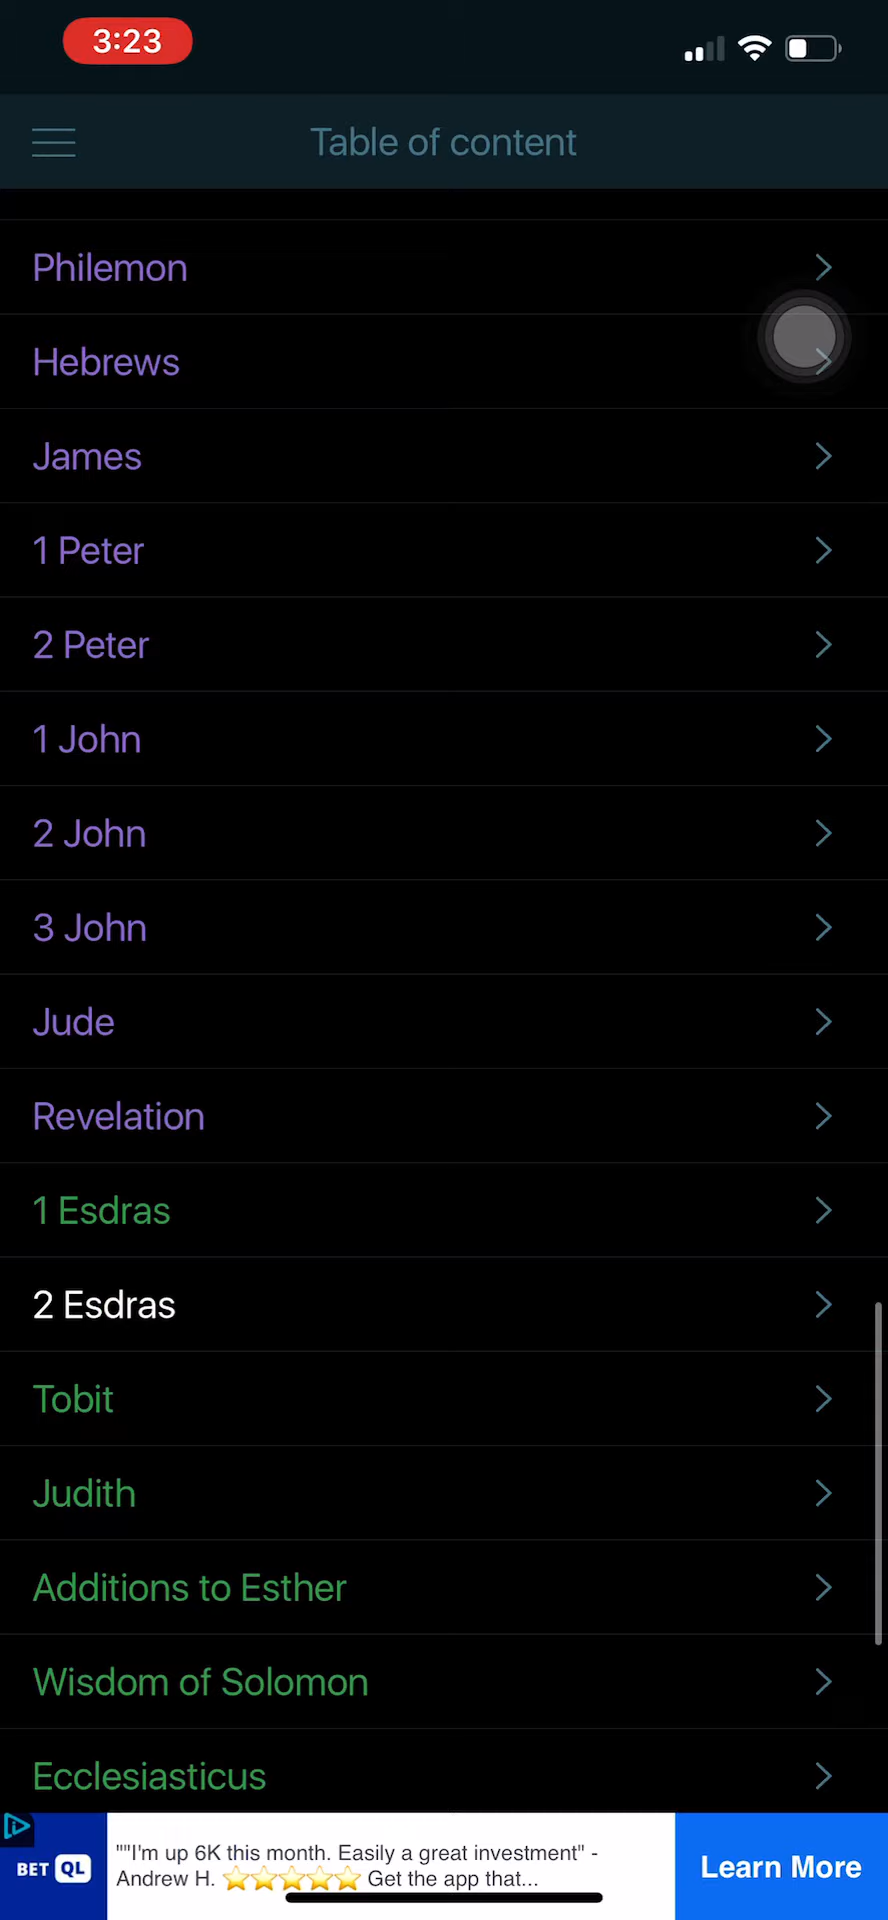 3:23
Table of content
Philemon
Hebrews
James
1 Peter
2 Peter
1 John
2 John
3 John
Jude
Revelation
1 Esdras
2 Esdras
Tobit
Judith
Additions to Esther
Wisdom of Solomon
Ecclesiasticus
BET QL
""I'm up 6K this month. Easily a great investment" -
Andrew H. ⭐⭐⭐⭐⭐ Get the app that...
Learn More